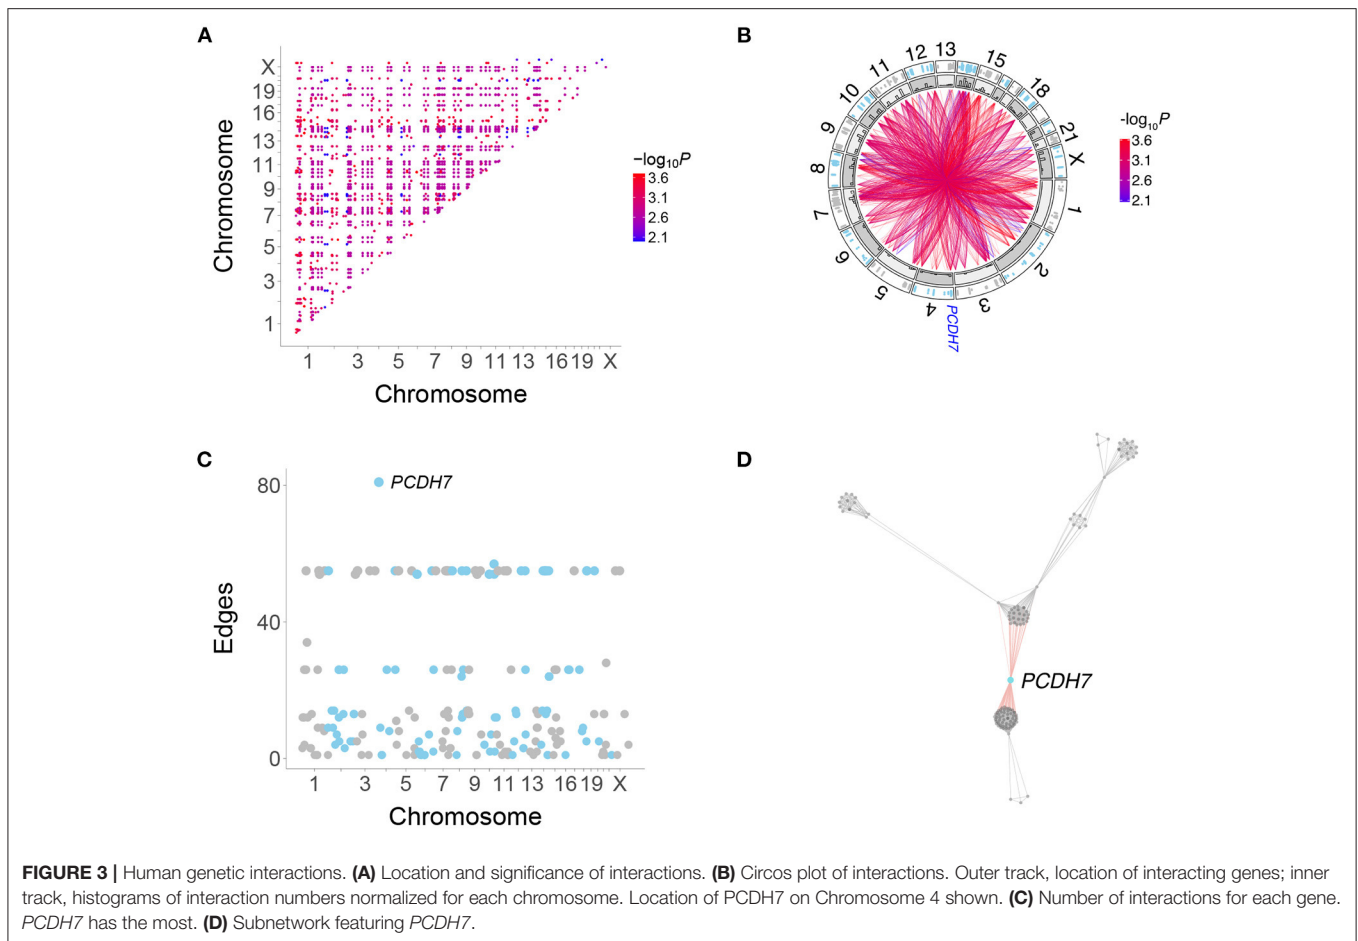 A
X
19
16
13
11
9
7
5
3
1
Chromosome
1 3 5 7 9 11 13 16 19 X
Chromosome
−log10P
3.6
3.1
2.6
2.1
B
1
2
3
4
5
6
7
8
9
10
11
12
13
15
18
21
X
PCDH7
-log10P
3.6
3.1
2.6
2.1
C
80
40
0
Edges
PCDH7
1 3 5 7 9 11 13 16 19 X
Chromosome
D
PCDH7
FIGURE 3 | Human genetic interactions. (A) Location and significance of interactions. (B) Circos plot of interactions. Outer track, location of interacting genes; inner
track, histograms of interaction numbers normalized for each chromosome. Location of PCDH7 on Chromosome 4 shown. (C) Number of interactions for each gene.
PCDH7 has the most. (D) Subnetwork featuring PCDH7.